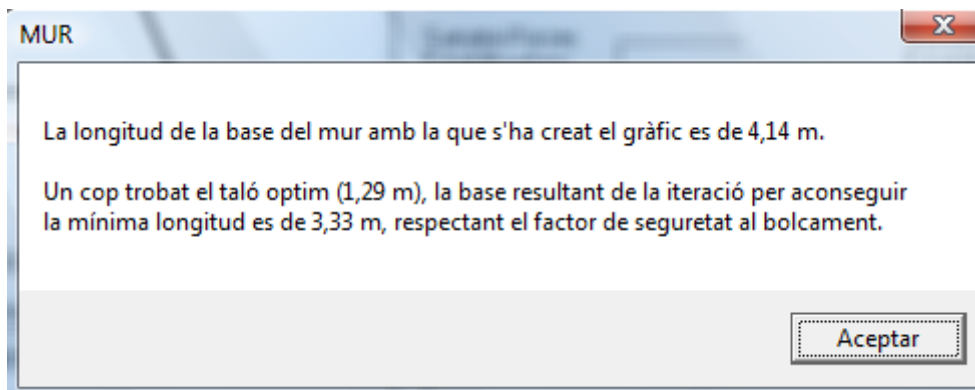 MUR
La longitud de la base del mur amb la que s'ha creat el gràfic es de 4,14 m.
Un cop trobat el taló optim (1,29 m), la base resultant de la iteració per aconseguir
la mínima longitud es de 3,33 m, respectant el factor de seguretat al bolcament.
Aceptar